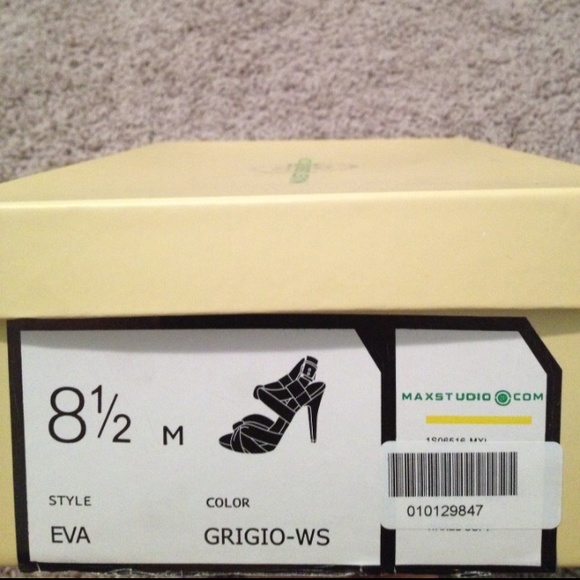 8½ M
STYLE
EVA
COLOR
GRIGIO-WS
MAXSTUDIO COM
010129847